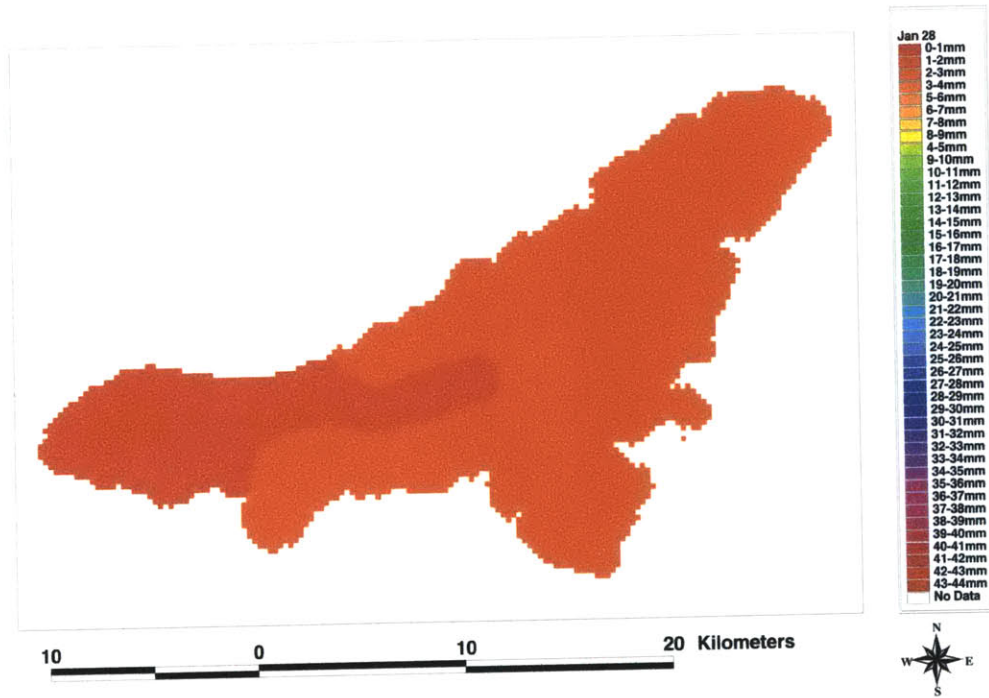 Jan 28
0-1mm
1-2mm
2-3mm
3-4mm
5-6mm
6-7mm
7-8mm
8-9mm
4-5mm
9-10mm
10-11mm
11-12mm
12-13mm
13-14mm
14-15mm
15-16mm
16-17mm
17-18mm
18-19mm
19-20mm
20-21mm
21-22mm
22-23mm
23-24mm
24-25mm
25-26mm
26-27mm
27-28mm
28-29mm
29-30mm
30-31mm
31-32mm
32-33mm
33-34mm
34-35mm
35-36mm
36-37mm
37-38mm
38-39mm
39-40mm
40-41mm
41-42mm
42-43mm
43-44mm
No Data
10 0 10 20 Kilometers
N
W E
S